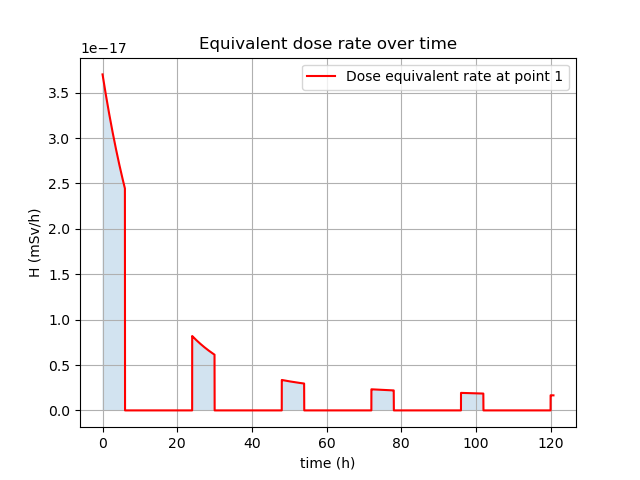 Equivalent dose rate over time
1e−17
Dose equivalent rate at point 1
3.5
3.0
2.5
2.0
1.5
1.0
0.5
0.0
H (mSv/h)
0 20 40 60 80 100 120
time (h)